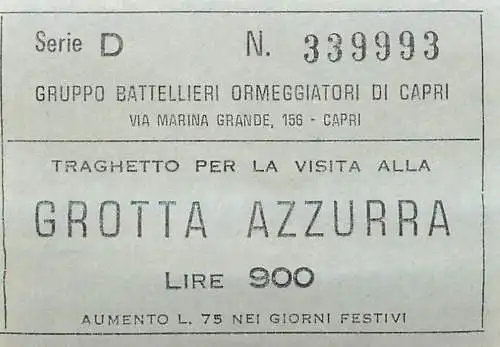 Serie D N. 339993
GRUPPO BATTELLIERI ORMEGGIATORI DI CAPRI
VIA MARINA GRANDE, 156 - CAPRI
TRAGHETTO PER LA VISITA ALLA
GROTTA AZZURRA
LIRE 900
AUMENTO L. 75 NEI GIORNI FESTIVI